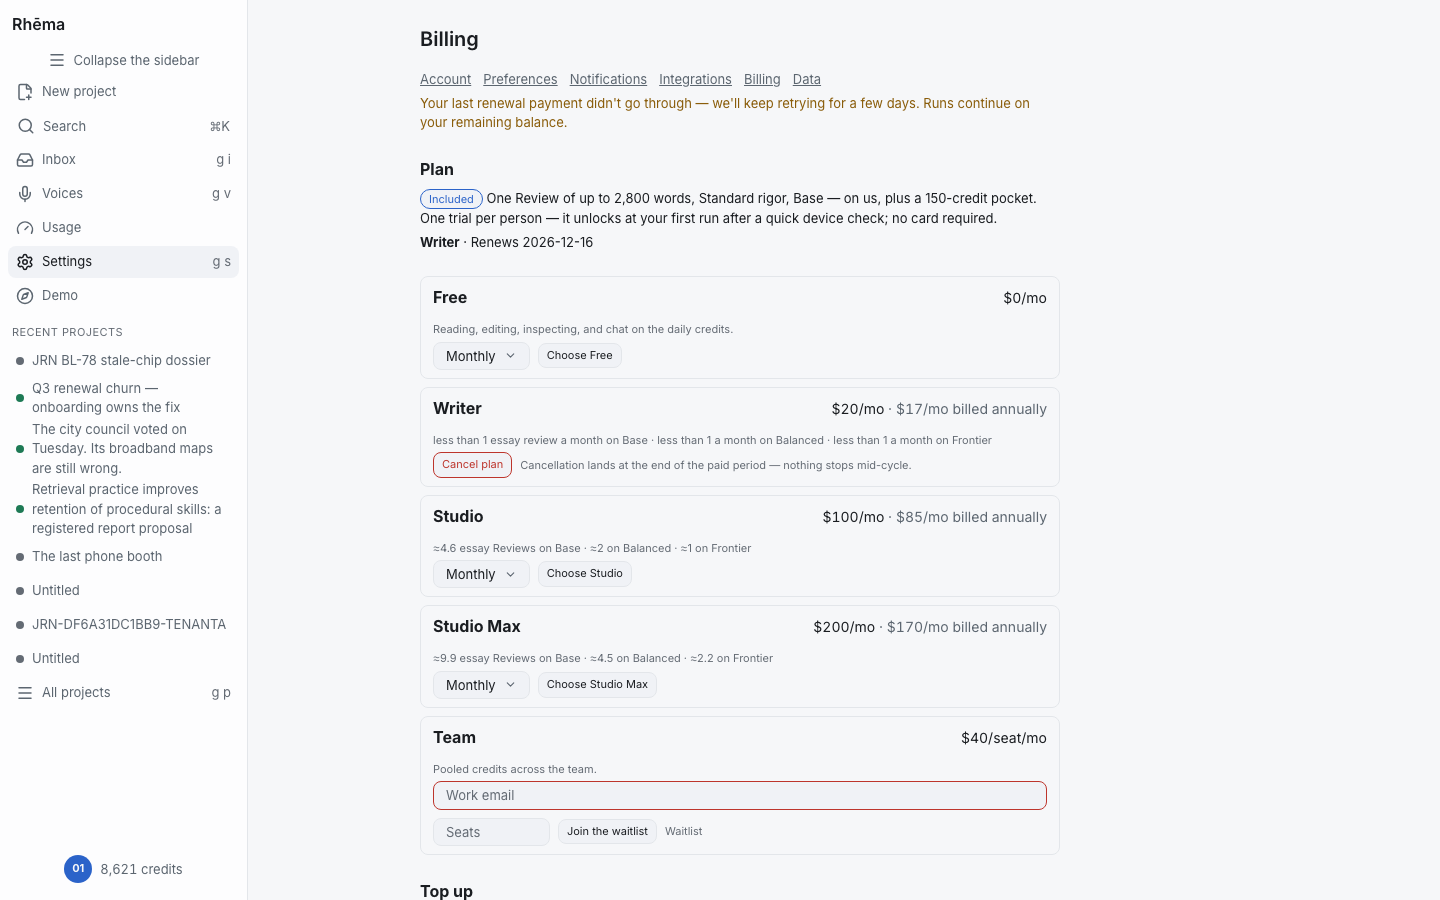 Rhēma
Collapse the sidebar
New project
Search ⌘K
Inbox g i
Voices g v
Usage
Settings g s
Demo
RECENT PROJECTS
JRN BL-78 stale-chip dossier
Q3 renewal churn —
onboarding owns the fix
The city council voted on
Tuesday. Its broadband maps
are still wrong.
Retrieval practice improves
retention of procedural skills: a
registered report proposal
The last phone booth
Untitled
JRN-DF6A31DC1BB9-TENANTA
Untitled
All projects g p
01 8,621 credits
Billing
Account Preferences Notifications Integrations Billing Data
Your last renewal payment didn't go through — we'll keep retrying for a few days. Runs continue on
your remaining balance.
Plan
Included One Review of up to 2,800 words, Standard rigor, Base — on us, plus a 150-credit pocket.
One trial per person — it unlocks at your first run after a quick device check; no card required.
Writer · Renews 2026-12-16
Free $0/mo
Reading, editing, inspecting, and chat on the daily credits.
Monthly Choose Free
Writer $20/mo · $17/mo billed annually
less than 1 essay review a month on Base · less than 1 a month on Balanced · less than 1 a month on Frontier
Cancel plan Cancellation lands at the end of the paid period — nothing stops mid-cycle.
Studio $100/mo · $85/mo billed annually
≈4.6 essay Reviews on Base · ≈2 on Balanced · ≈1 on Frontier
Monthly Choose Studio
Studio Max $200/mo · $170/mo billed annually
≈9.9 essay Reviews on Base · ≈4.5 on Balanced · ≈2.2 on Frontier
Monthly Choose Studio Max
Team $40/seat/mo
Pooled credits across the team.
Work email
Seats Join the waitlist Waitlist
Top up